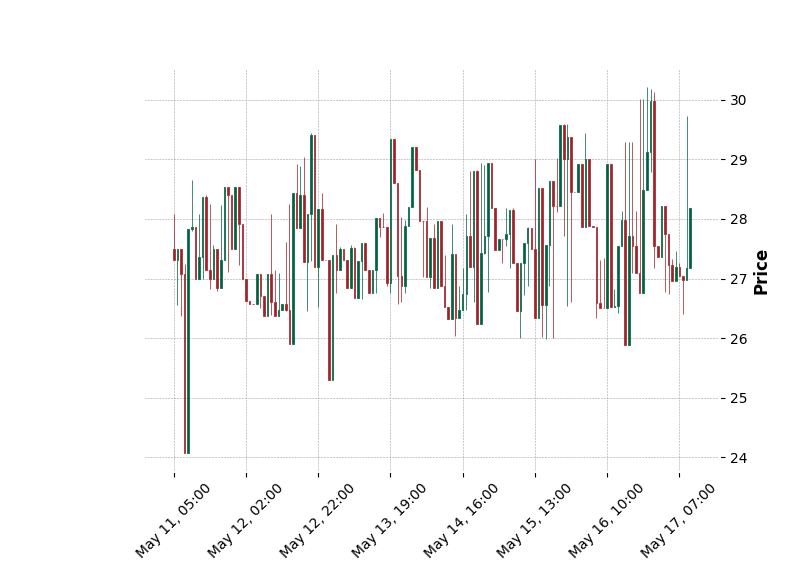 30
29
28
27
26
25
24
Price
May 11, 05:00
May 12, 02:00
May 12, 22:00
May 13, 19:00
May 14, 16:00
May 15, 13:00
May 16, 10:00
May 17, 07:00